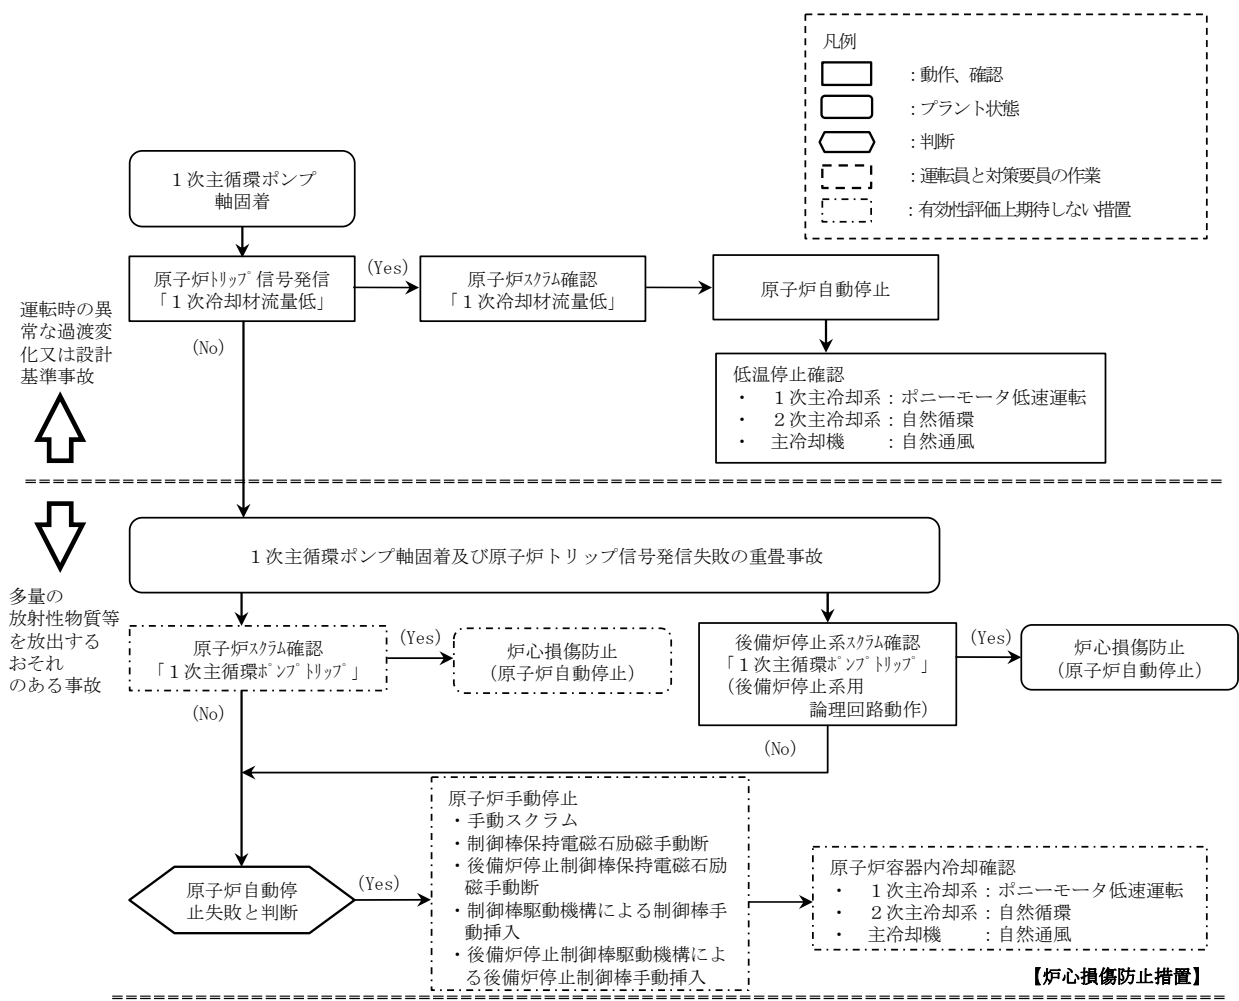 凡例
：動作、確認
：プラント状態
：判断
：運転員と対策要員の作業
：有効性評価上期待しない措置
１次主循環ポンプ
軸固着
原子炉ﾄﾘｯﾌﾟ信号発信
「１次冷却材流量低」
(Yes)
原子炉ｽｸﾗﾑ確認
「１次冷却材流量低」
原子炉自動停止
(No)
運転時の異
常な過渡変
化又は設計
基準事故
低温停止確認
・ １次主冷却系：ポニーモータ低速運転
・ ２次主冷却系：自然循環
・ 主冷却機 ：自然通風
１次主循環ポンプ軸固着及び原子炉トリップ信号発信失敗の重畳事故
多量の
放射性物質等
を放出する
おそれ
のある事故
原子炉ｽｸﾗﾑ確認
「１次主循環ﾎﾟﾝﾌﾟﾄﾘｯﾌﾟ」
(Yes)
炉心損傷防止
（原子炉自動停止）
後備炉停止系ｽｸﾗﾑ確認
「１次主循環ﾎﾟﾝﾌﾟﾄﾘｯﾌﾟ」
（後備炉停止系用
論理回路動作）
(Yes)
炉心損傷防止
（原子炉自動停止）
(No)
(No)
原子炉自動停
止失敗と判断
(Yes)
原子炉手動停止
・手動スクラム
・制御棒保持電磁石励磁手動断
・後備炉停止制御棒保持電磁石励
磁手動断
・制御棒駆動機構による制御棒手
動挿入
・後備炉停止制御棒駆動機構によ
る後備炉停止制御棒手動挿入
原子炉容器内冷却確認
・ １次主冷却系：ポニーモータ低速運転
・ ２次主冷却系：自然循環
・ 主冷却機 ：自然通風
【炉心損傷防止措置】